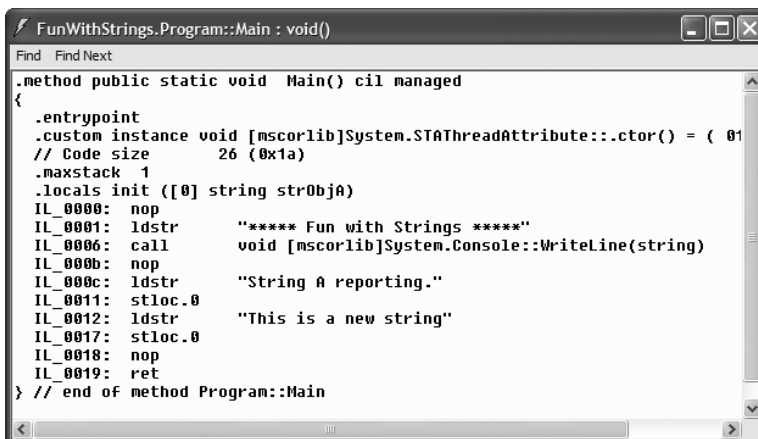 FunWithStrings.Program::Main : void()
Find Find Next
.method public static void  Main() cil managed
{
  .entrypoint
  .custom instance void [mscorlib]System.STAThreadAttribute::.ctor() = ( 01
  // Code size       26 (0x1a)
  .maxstack  1
  .locals init ([0] string strObjA)
  IL_0000:  nop
  IL_0001:  ldstr      "***** Fun with Strings *****"
  IL_0006:  call       void [mscorlib]System.Console::WriteLine(string)
  IL_000b:  nop
  IL_000c:  ldstr      "String A reporting."
  IL_0011:  stloc.0
  IL_0012:  ldstr      "This is a new string"
  IL_0017:  stloc.0
  IL_0018:  nop
  IL_0019:  ret
} // end of method Program::Main